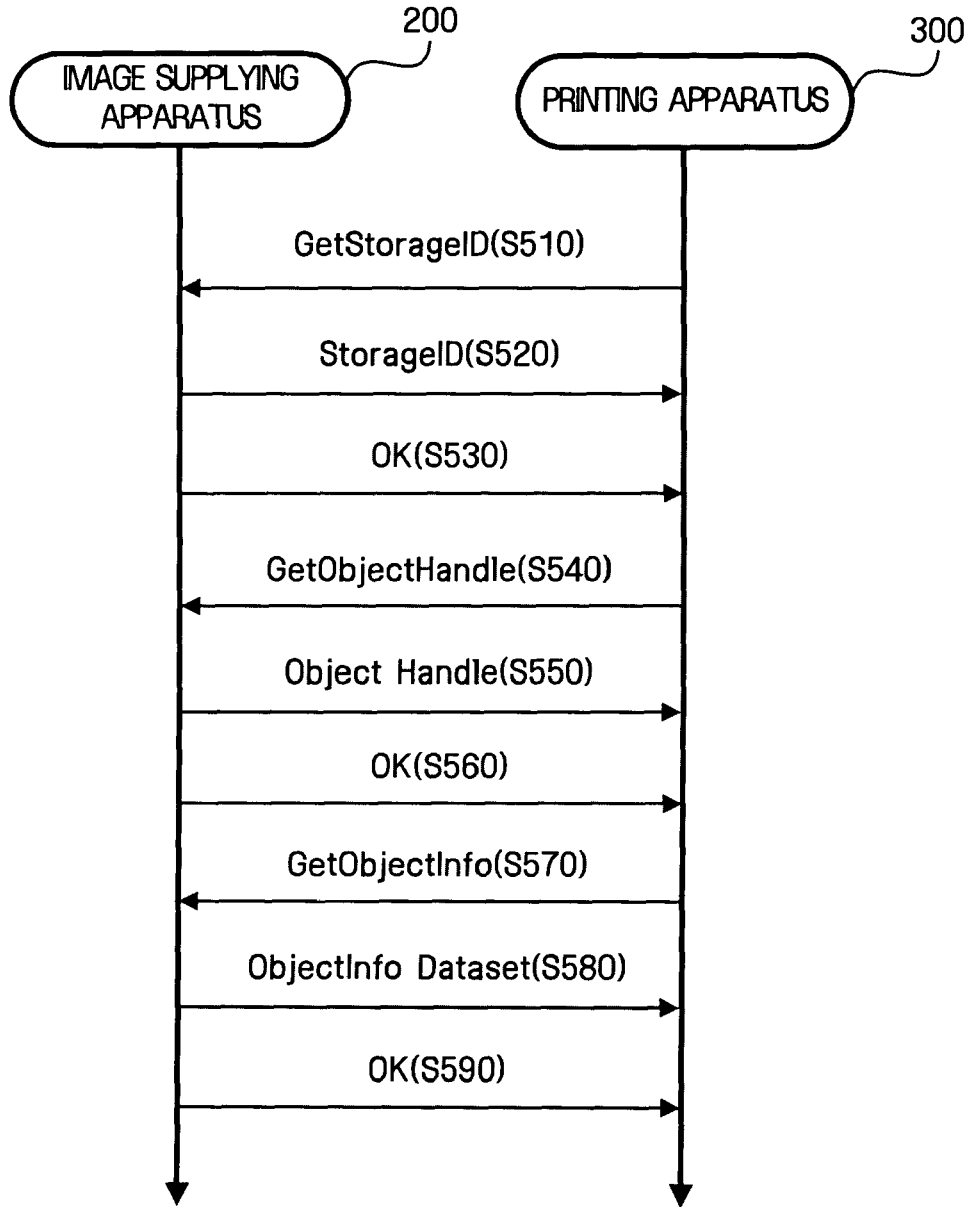 200
300
IMAGE SUPPLYING
APPARATUS
PRINTING APPARATUS
GetStorageID(S510)
StorageID(S520)
OK(S530)
GetObjectHandle(S540)
Object Handle(S550)
OK(S560)
GetObjectInfo(S570)
ObjectInfo Dataset(S580)
OK(S590)